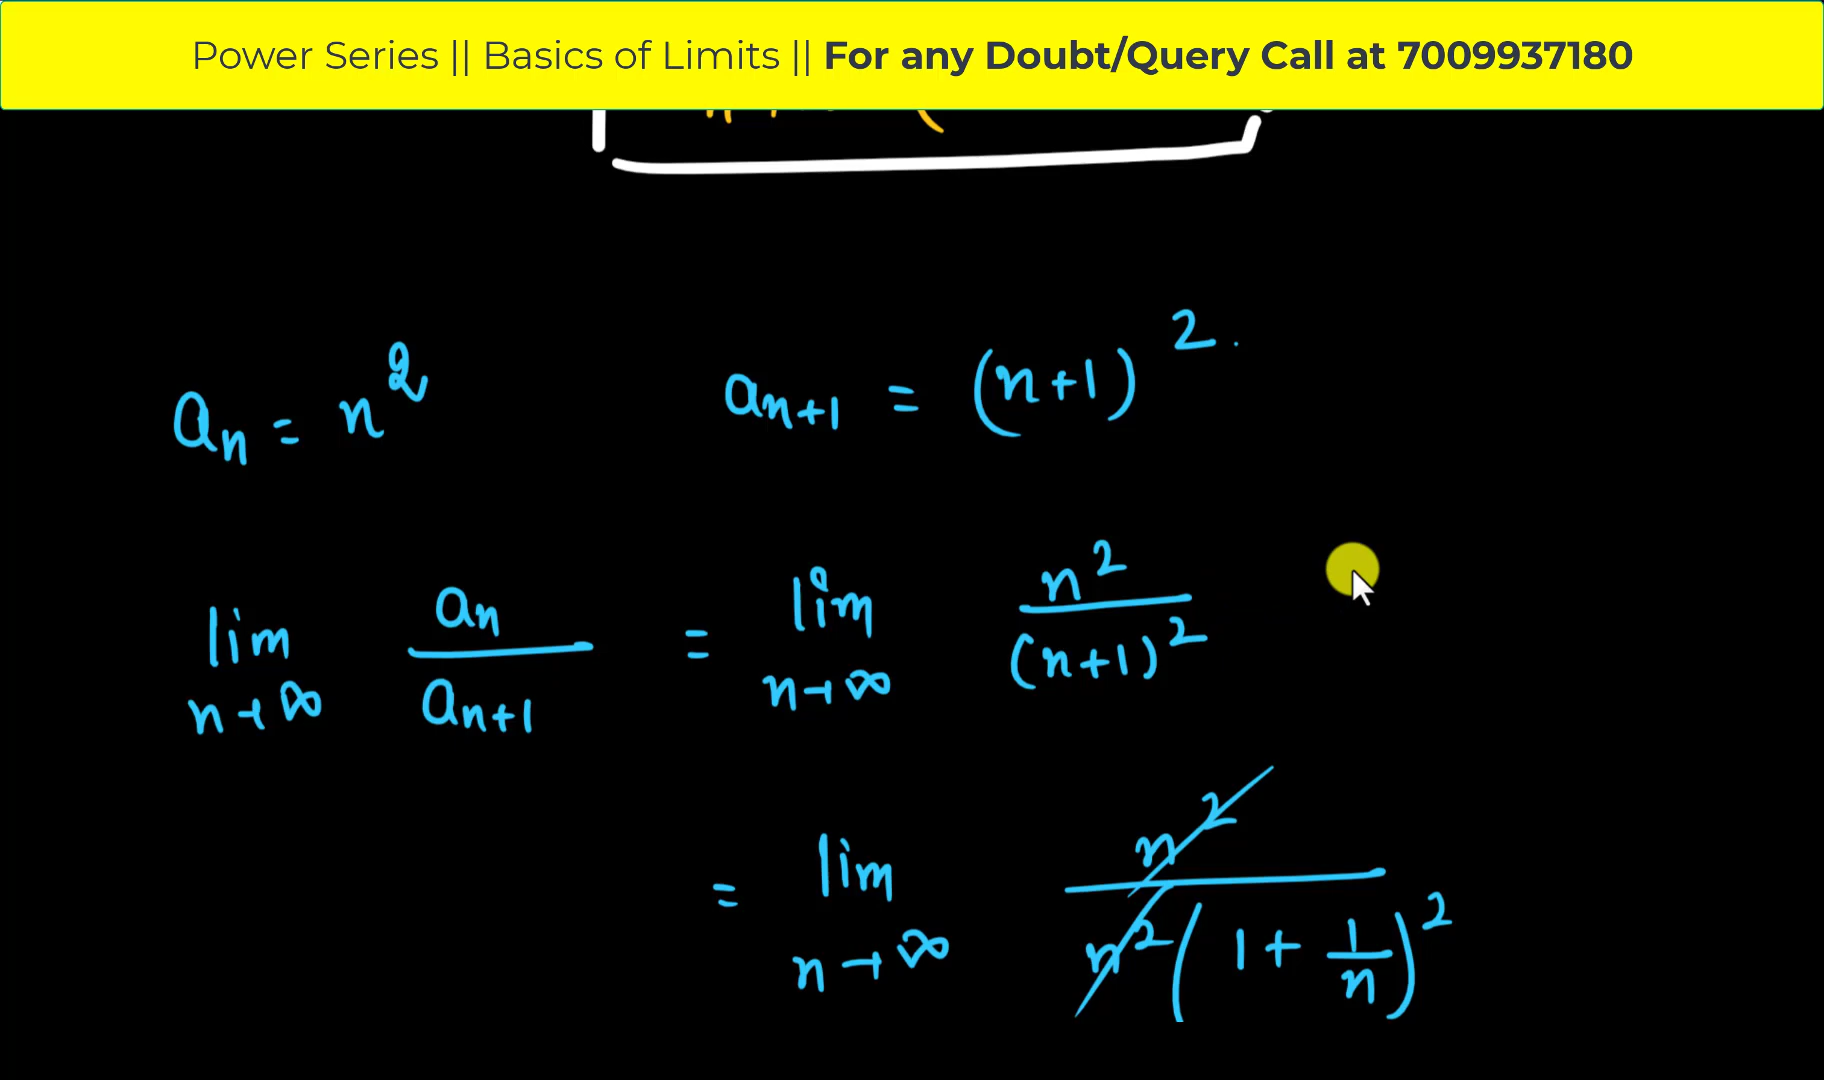 Power Series || Basics of Limits || For any Doubt/Query Call at 7009937180
aₙ = n² aₙ₊₁ = (n+1)².
lim n→∞ aₙ/aₙ₊₁ = lim n→∞ n²/(n+1)²
= lim n→∞ n²/n²(1 + 1/n)²